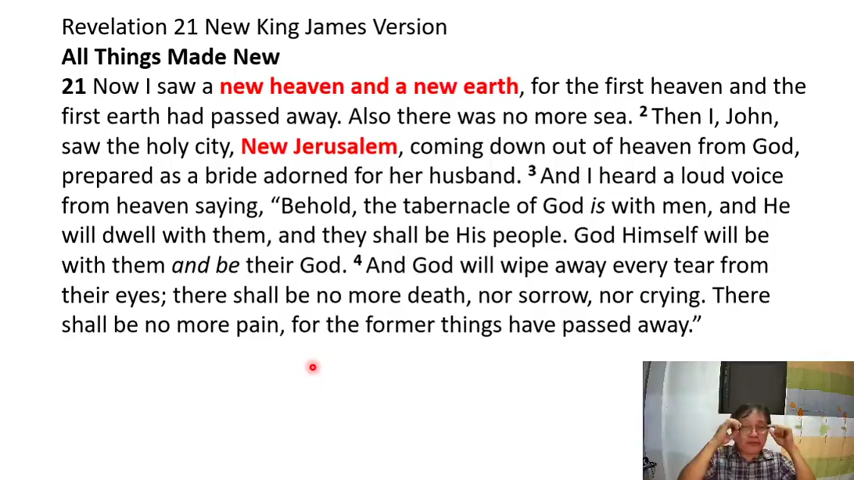 Revelation 21 New King James Version
All Things Made New
21 Now I saw a new heaven and a new earth, for the first heaven and the
first earth had passed away. Also there was no more sea. 2 Then I, John,
saw the holy city, New Jerusalem, coming down out of heaven from God,
prepared as a bride adorned for her husband. 3 And I heard a loud voice
from heaven saying, “Behold, the tabernacle of God is with men, and He
will dwell with them, and they shall be His people. God Himself will be
with them and be their God. 4 And God will wipe away every tear from
their eyes; there shall be no more death, nor sorrow, nor crying. There
shall be no more pain, for the former things have passed away.”